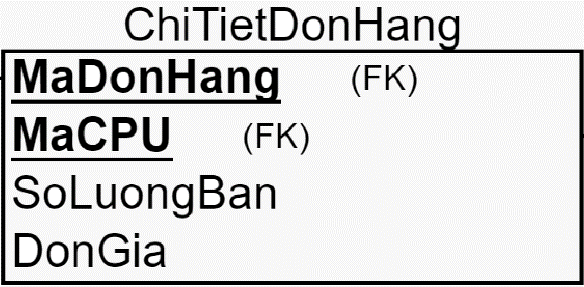 ChiTietDonHang
MaDonHang (FK)
MaCPU (FK)
SoLuongBan
DonGia